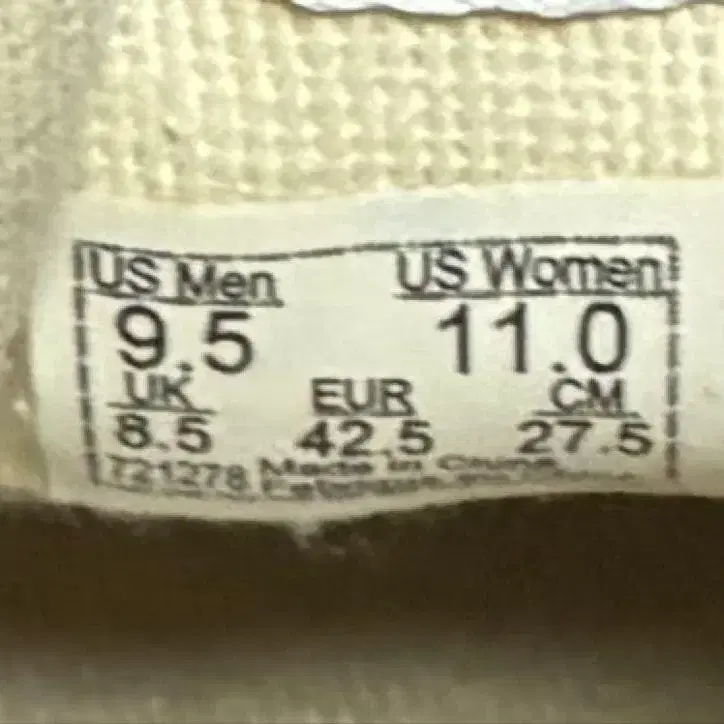 US Men US Women
9.5 11.0
UK EUR CM
8.5 42.5 27.5
721278 Made in China